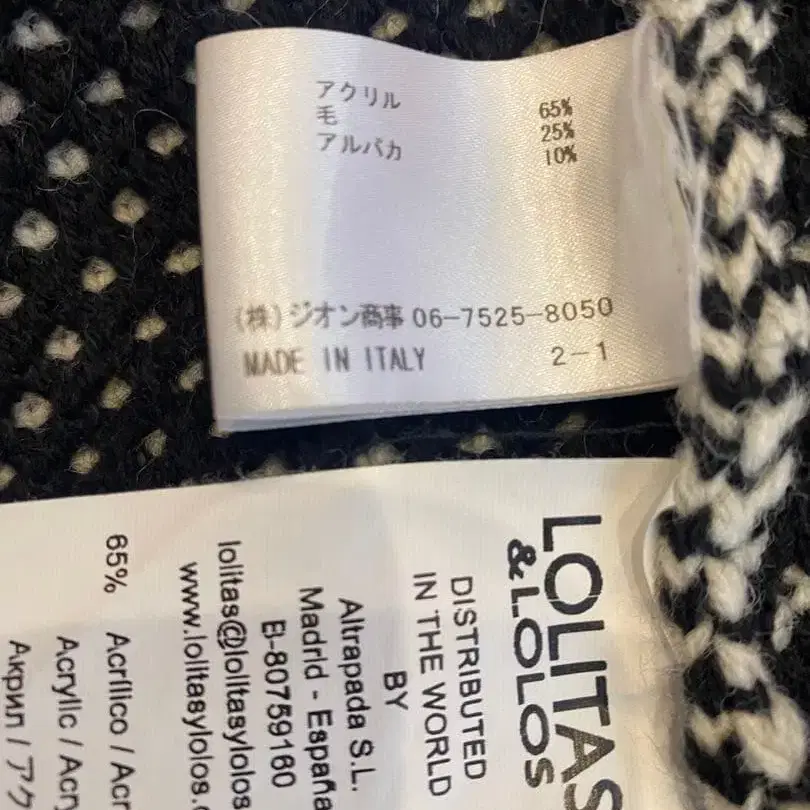 アクリル 65%
毛 25%
アルパカ 10%
(株)ジオン商事 06-7525-8050
MADE IN ITALY 2-1
LOLITAS
&LOLOS
DISTRIBUTED
IN THE WORLD
BY
Altrapada S.L.
Madrid - España
B-80759160
lolitas@lolitasylolos
www.lolitasylolos.
65% Acrílico / Acr
Acrylic / Acry
Акрил / アク